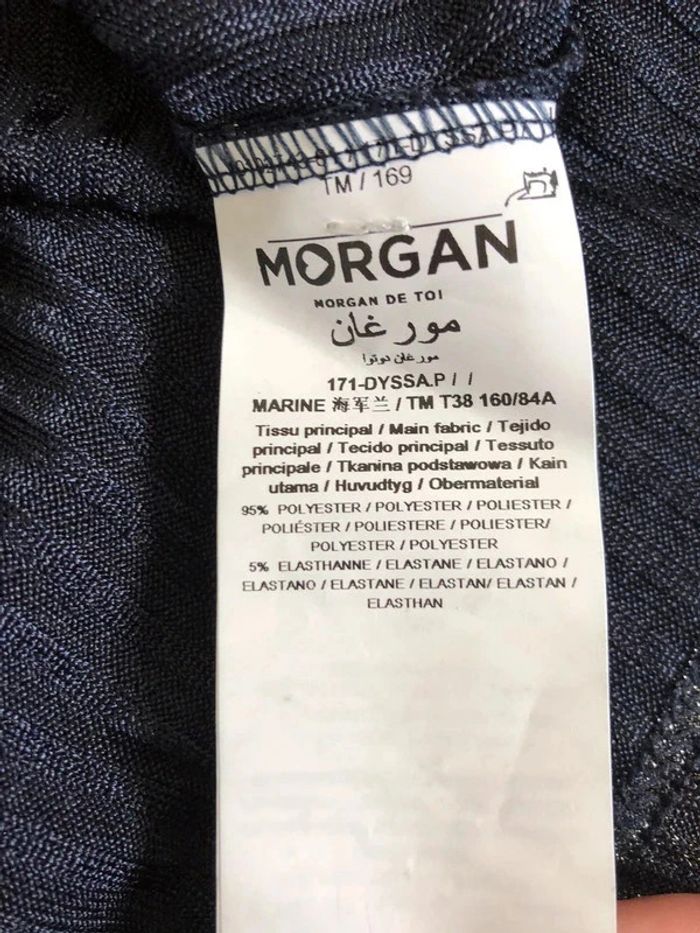 TM / 169
MORGAN
MORGAN DE TOI
مورغان
مورغان دوتوا
171-DYSSA.P / /
MARINE 海军兰 / TM T38 160/84A
Tissu principal / Main fabric / Tejido
principal / Tecido principal / Tessuto
principale / Tkanina podstawowa / Kain
utama / Huvudtyg / Obermaterial
95% POLYESTER / POLYESTER / POLIESTER /
POLIÉSTER / POLIESTERE / POLIESTER/
POLYESTER / POLYESTER
5% ELASTHANNE / ELASTANE / ELASTANO /
ELASTANO / ELASTANE / ELASTAN/ ELASTAN /
ELASTHAN